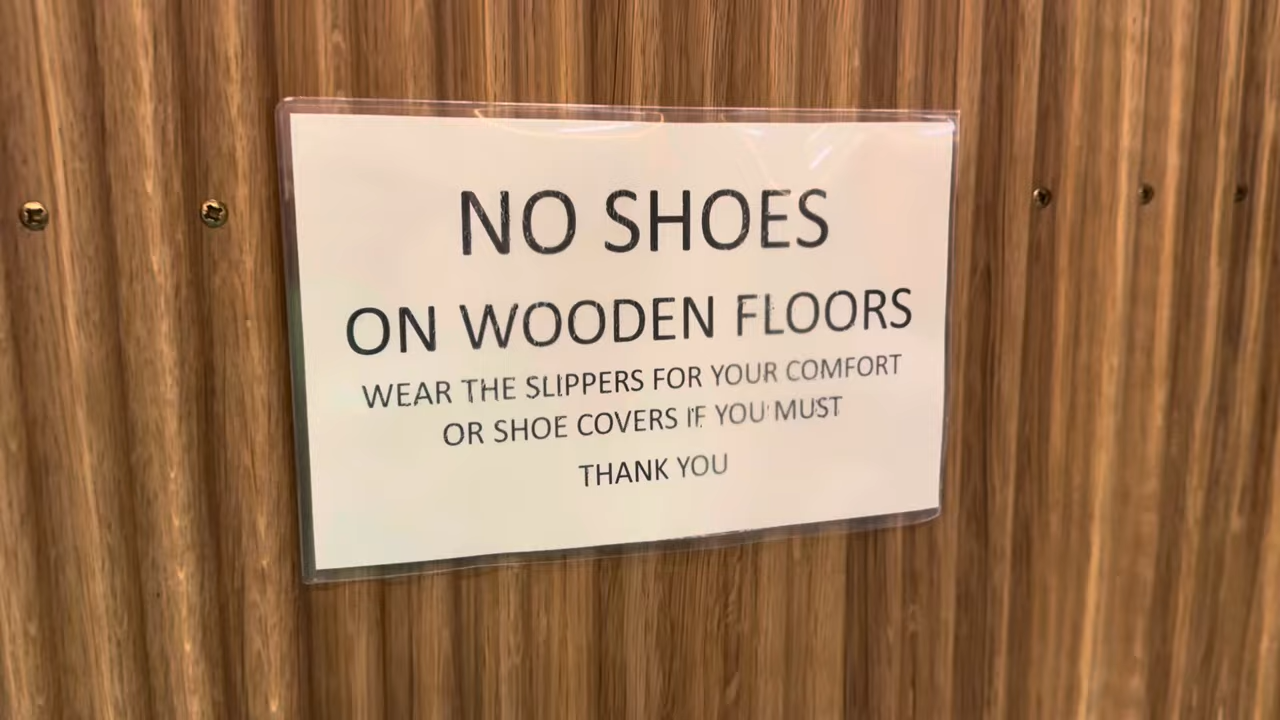 NO SHOES
ON WOODEN FLOORS
WEAR THE SLIPPERS FOR YOUR COMFORT
OR SHOE COVERS IF YOU MUST
THANK YOU